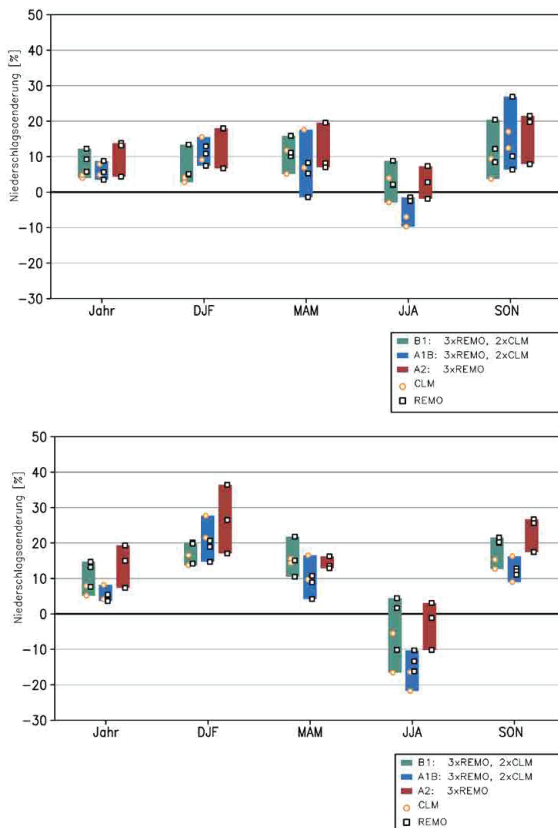 Niederschlagsaenderung [%]
50
40
30
20
10
0
-10
-20
-30
Jahr DJF MAM JJA SON
B1: 3xREMO, 2xCLM
A1B: 3xREMO, 2xCLM
A2: 3xREMO
CLM
REMO
Niederschlagsaenderung [%]
50
40
30
20
10
0
-10
-20
-30
Jahr DJF MAM JJA SON
B1: 3xREMO, 2xCLM
A1B: 3xREMO, 2xCLM
A2: 3xREMO
CLM
REMO